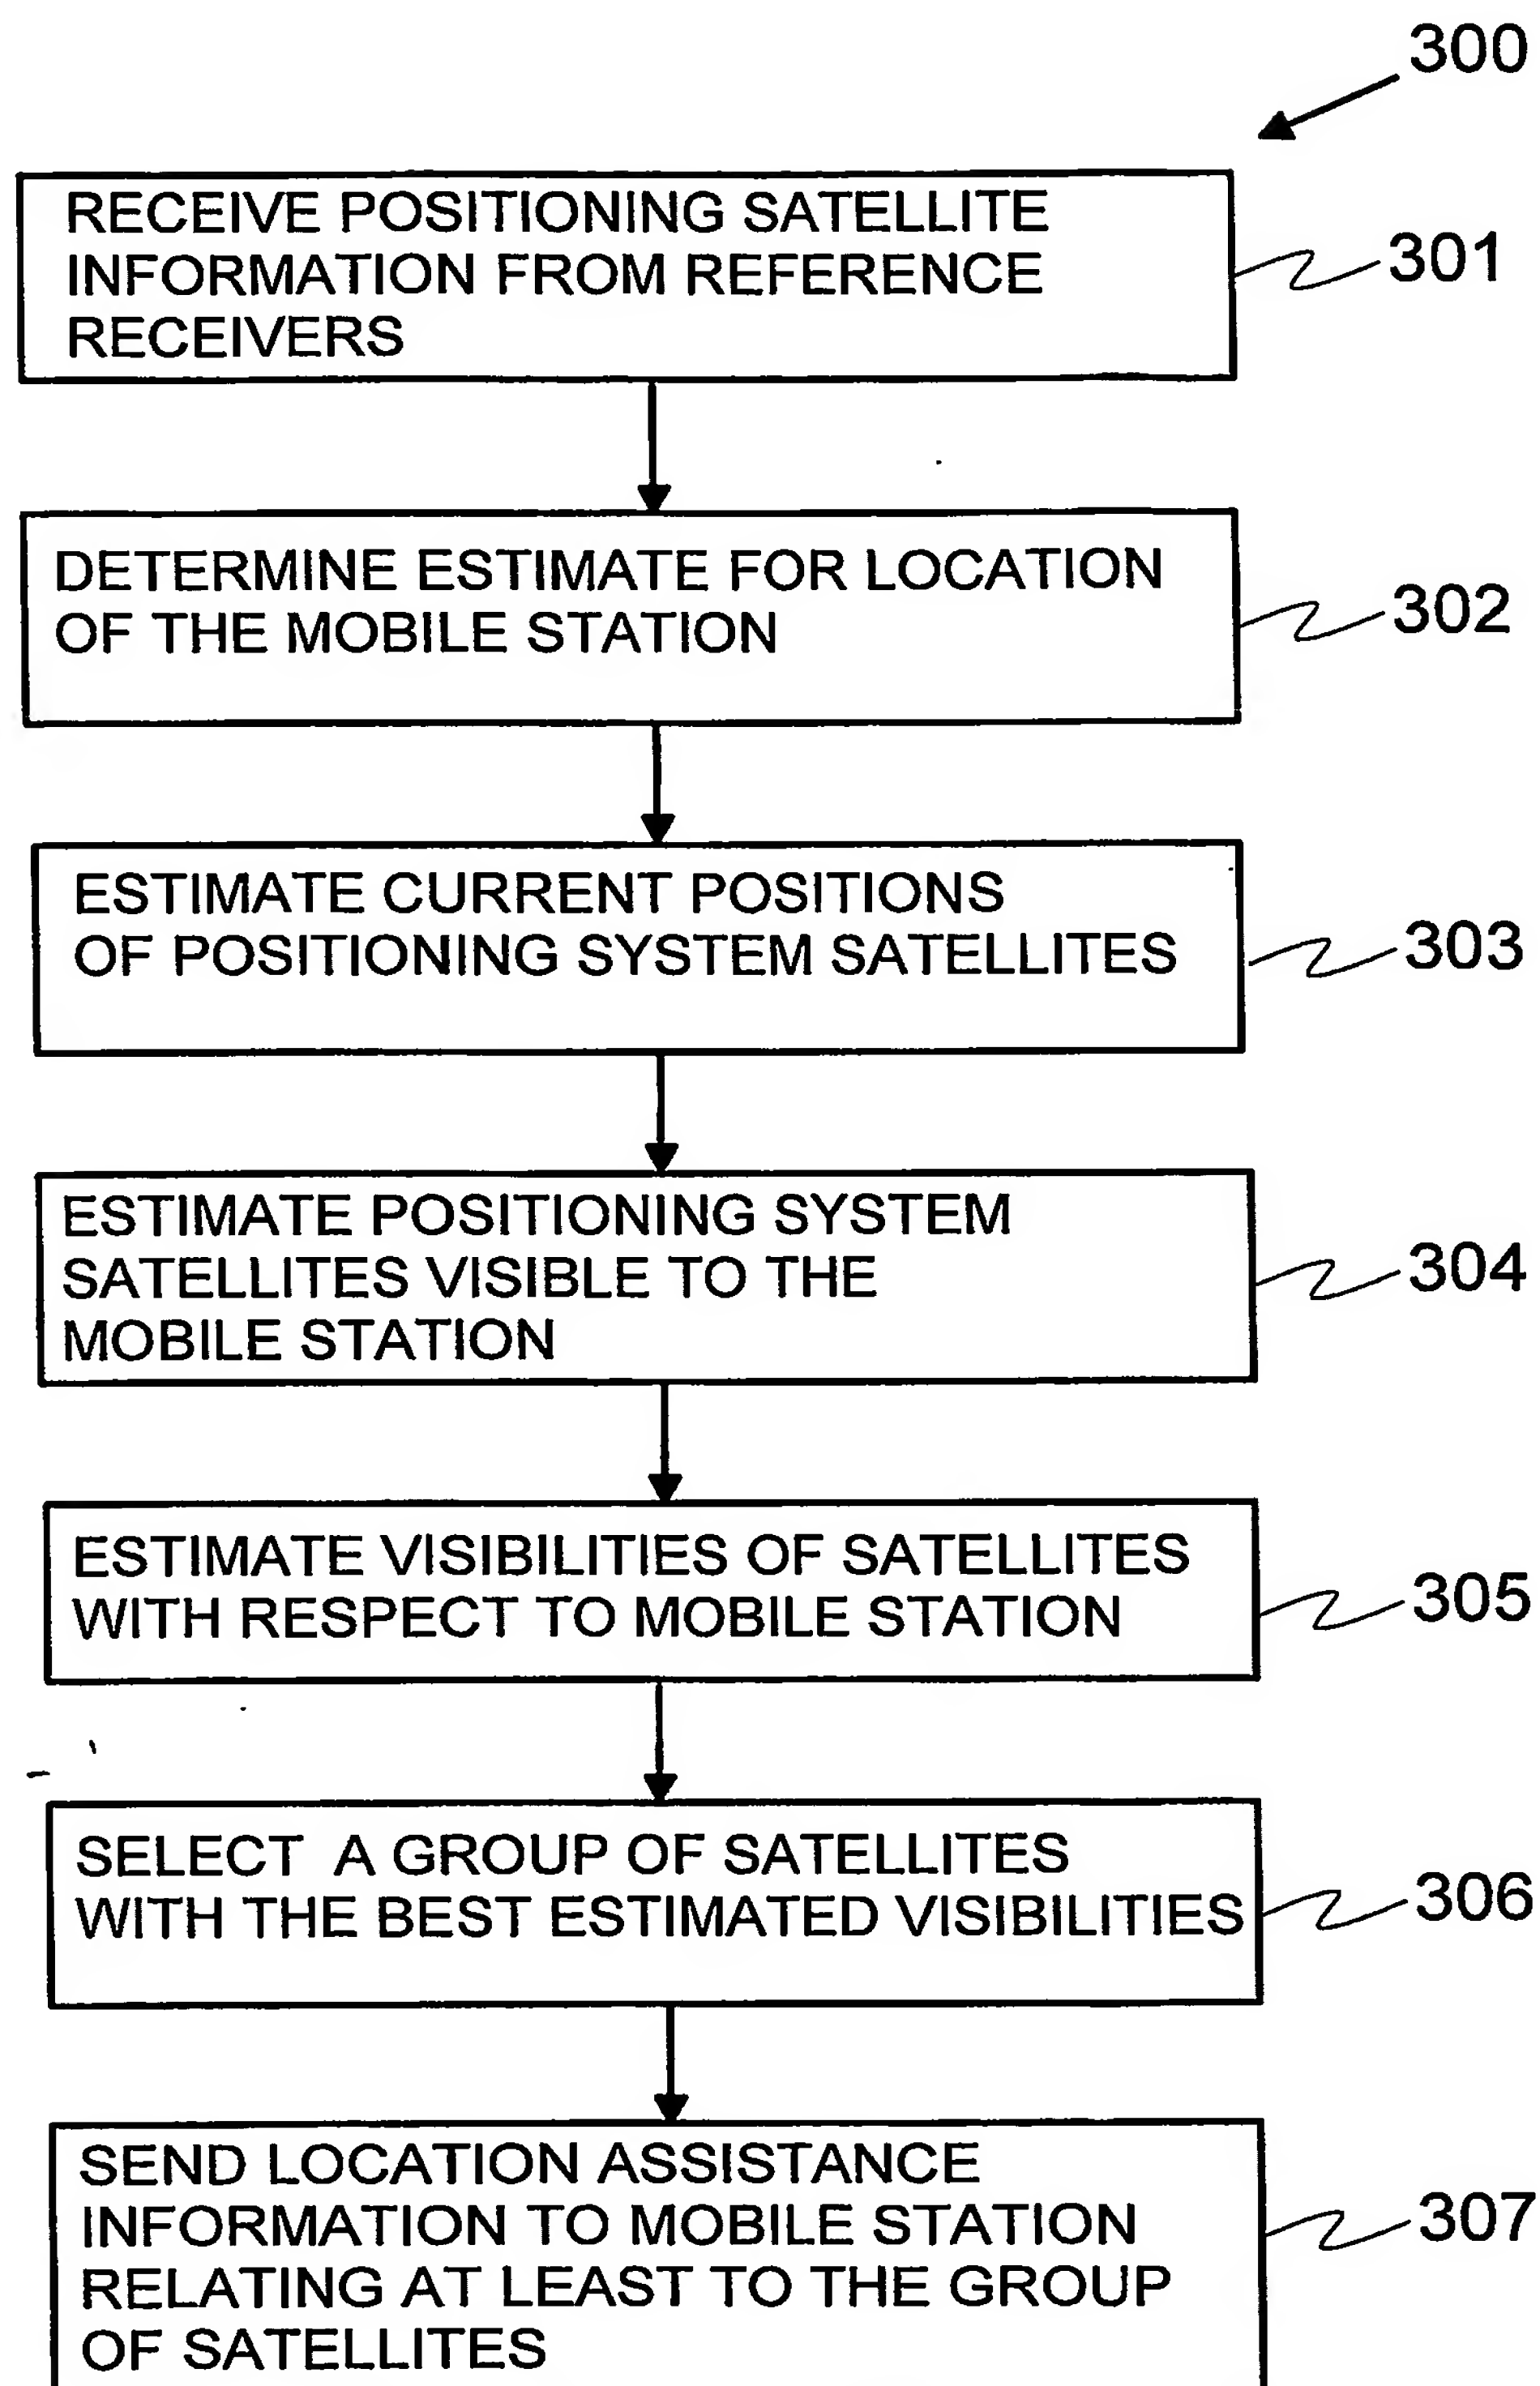 300
RECEIVE POSITIONING SATELLITE
INFORMATION FROM REFERENCE
RECEIVERS
301
DETERMINE ESTIMATE FOR LOCATION
OF THE MOBILE STATION
302
ESTIMATE CURRENT POSITIONS
OF POSITIONING SYSTEM SATELLITES
303
ESTIMATE POSITIONING SYSTEM
SATELLITES VISIBLE TO THE
MOBILE STATION
304
ESTIMATE VISIBILITIES OF SATELLITES
WITH RESPECT TO MOBILE STATION
305
SELECT A GROUP OF SATELLITES
WITH THE BEST ESTIMATED VISIBILITIES
306
SEND LOCATION ASSISTANCE
INFORMATION TO MOBILE STATION
RELATING AT LEAST TO THE GROUP
OF SATELLITES
307